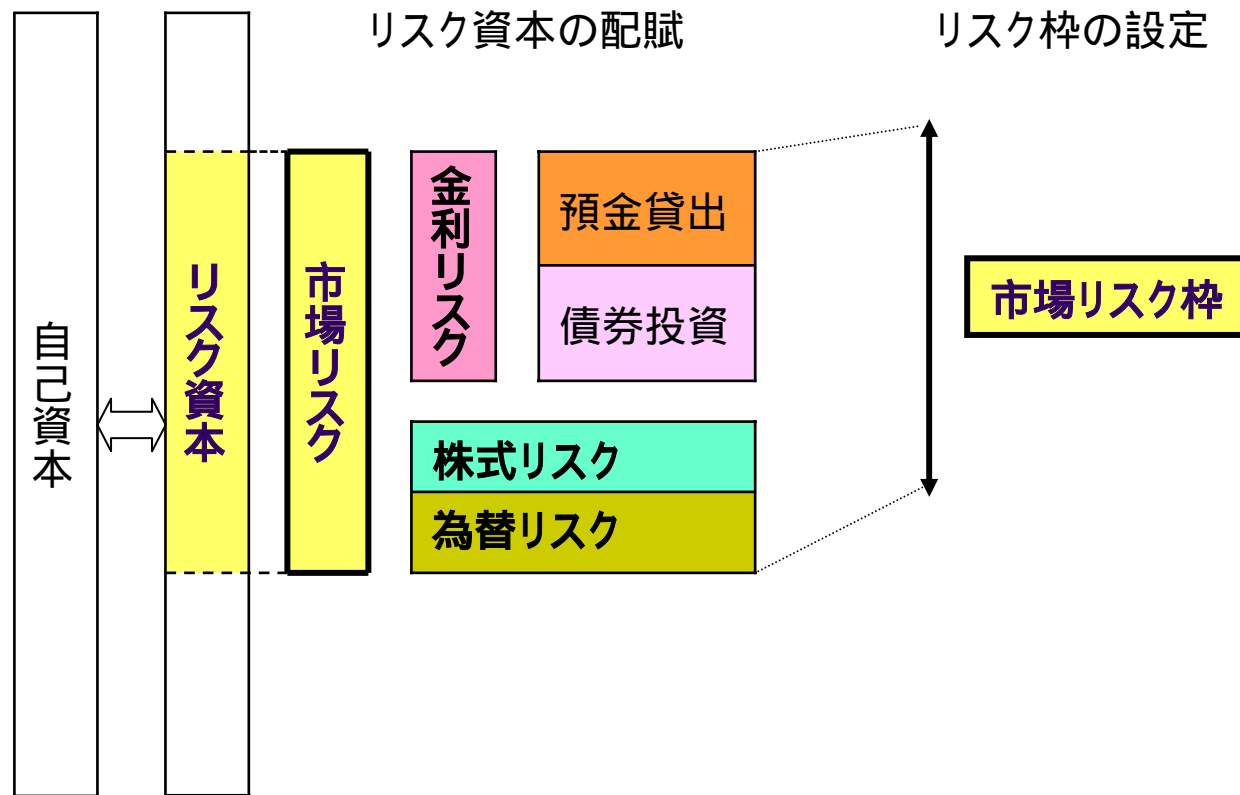 リスク資本の配賦
リスク枠の設定
自己資本
リスク資本
市場リスク
金利リスク
預金貸出
債券投資
株式リスク
為替リスク
市場リスク枠